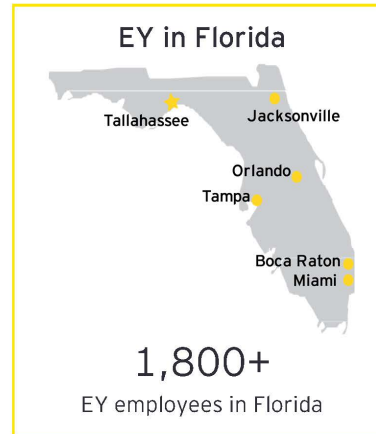 EY in Florida
Tallahassee
Jacksonville
Orlando
Tampa
Boca Raton
Miami
1,800+
EY employees in Florida